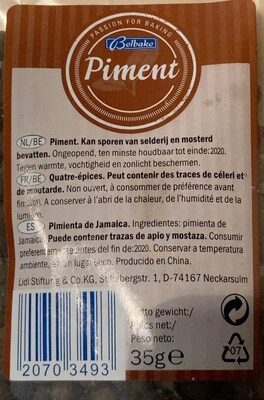 PASSION FOR BAKING
Belbake
Piment
NL/BE Piment. Kan sporen van selderij en mosterd
bevatten. Ongeopend, ten minste houdbaar tot einde:2020.
Tegen warmte, vochtigheid en zonlicht beschermen.
FR/BE Quatre-épices. Peut contenir des traces de céleri et
de moutarde. Non ouvert, à consommer de préférence avant
fin:2020. A conserver à l'abri de la chaleur, de l'humidité et de la
lumière.
ES Pimienta de Jamaica. Ingredientes: pimienta de
Jamaica. Puede contener trazas de apio y mostaza. Consumir
preferentemente antes del fin de:2020. Conservar a temperatura
ambiente, en un lugar seco. Producido en China.
Lidl Stiftung & Co.KG, Stiftsbergstr. 1, D-74167 Neckarsulm
gewicht/
net./
Peso neto:
35g e
07
2070 3493